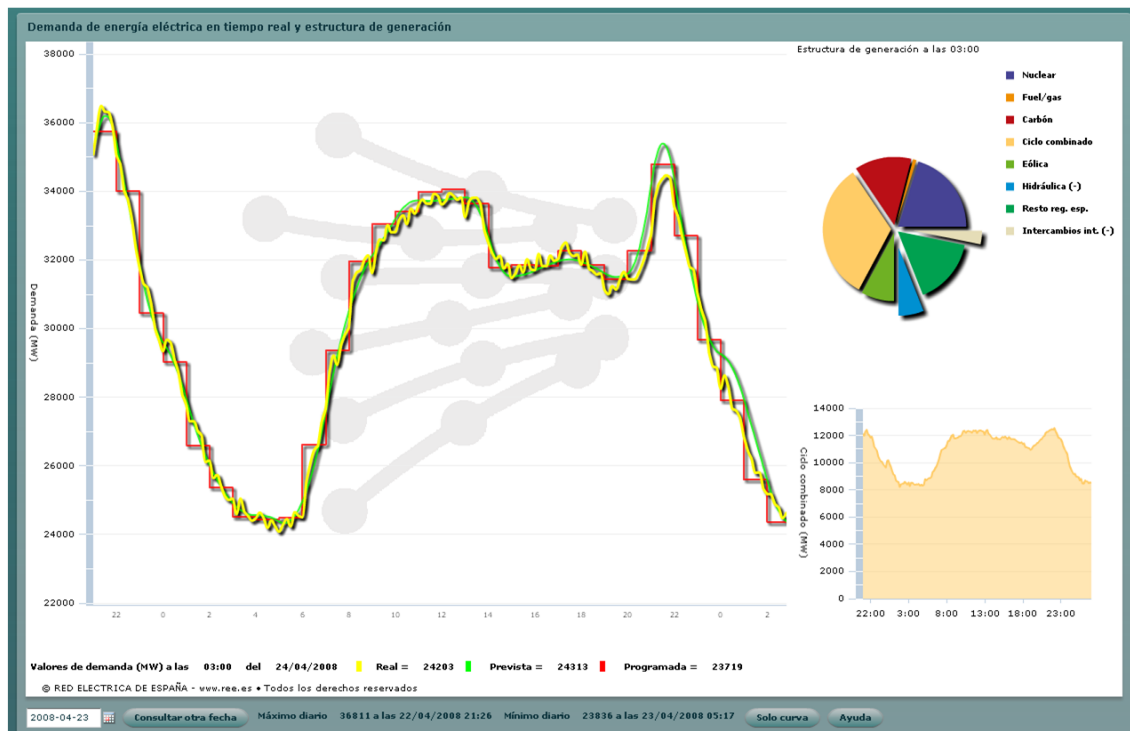 Demanda de energía eléctrica en tiempo real y estructura de generación
38000
36000
34000
32000
30000
28000
26000
24000
22000
Demanda (MW)
22 0 2 4 6 8 10 12 14 16 18 20 22 0 2
Estructura de generación a las 03:00
Nuclear
Fuel/gas
Carbón
Ciclo combinado
Eólica
Hidráulica (-)
Resto reg. esp.
Intercambios int. (-)
14000
12000
10000
8000
6000
4000
2000
0
Ciclo combinado (MW)
22:00 3:00 8:00 13:00 18:00 23:00
Valores de demanda (MW) a las 03:00 del 24/04/2008 Real = 24203 Prevista = 24313 Programada = 23719
© RED ELECTRICA DE ESPAÑA - www.ree.es • Todos los derechos reservados
2008-04-23 Consultar otra fecha Máximo diario 36811 a las 22/04/2008 21:26 Mínimo diario 23836 a las 23/04/2008 05:17 Solo curva Ayuda